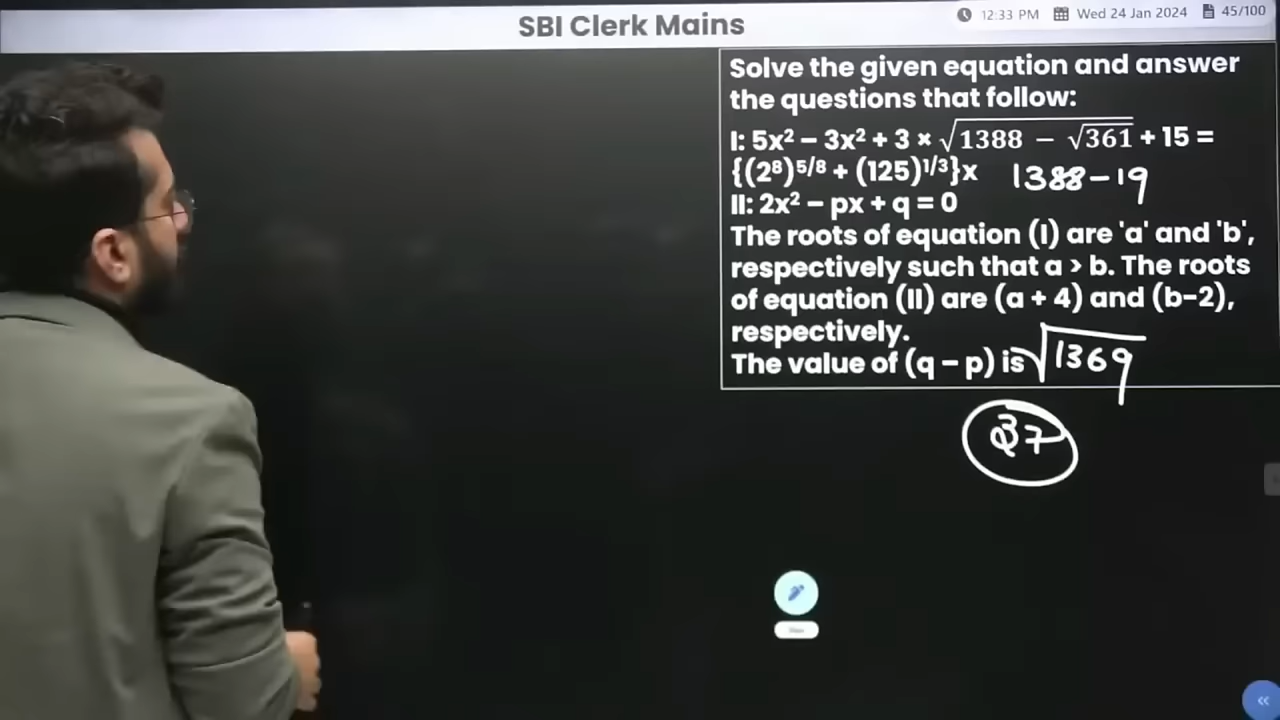 SBI Clerk Mains
12:33 PM Wed 24 Jan 2024 45/100
Solve the given equation and answer
the questions that follow:
I: 5x² – 3x² + 3 × √(1388 − √361) + 15 =
{(2⁸)⁵/⁸ + (125)¹/³}x 1388-19
II: 2x² – px + q = 0
The roots of equation (I) are 'a' and 'b',
respectively such that a > b. The roots
of equation (II) are (a + 4) and (b–2),
respectively.
The value of (q – p) is √1369
37
«